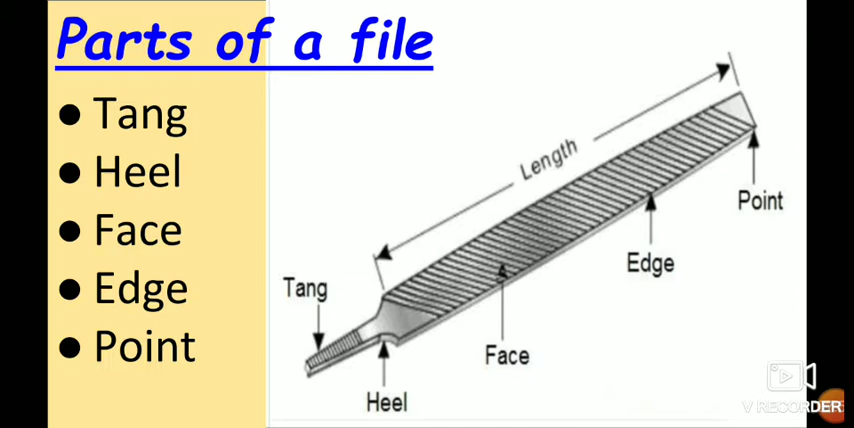 Parts of a file
● Tang
● Heel
● Face
● Edge
● Point
Length
Point
Edge
Tang
Face
Heel
V RECORDER